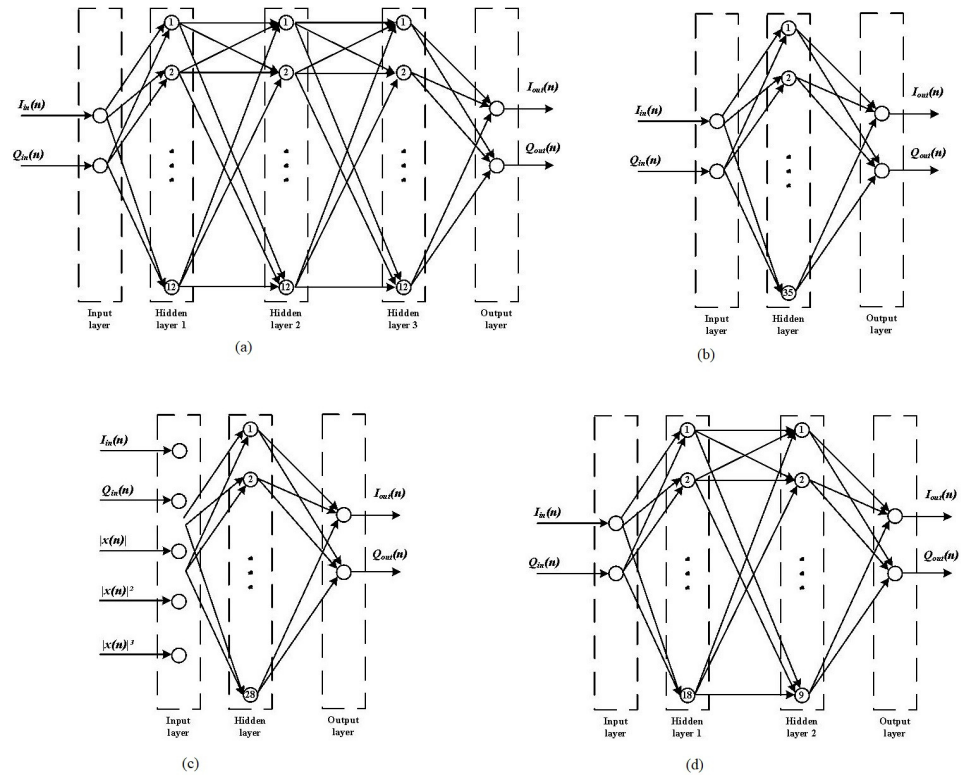 1 1 1
2 2 2
I_in(n)
I_out(n)
Q_in(n)
Q_out(n)
12 12 12
Input layer
Hidden layer 1
Hidden layer 2
Hidden layer 3
Output layer
(a)
1
2
I_in(n)
I_out(n)
Q_in(n)
Q_out(n)
35
Input layer
Hidden layer
Output layer
(b)
I_in(n)
1
Q_in(n)
2
I_out(n)
|x(n)|
Q_out(n)
|x(n)|²
|x(n)|³
28
Input layer
Hidden layer
Output layer
(c)
1 1
2 2
I_in(n)
I_out(n)
Q_in(n)
Q_out(n)
18 9
Input layer
Hidden layer 1
Hidden layer 2
Output layer
(d)